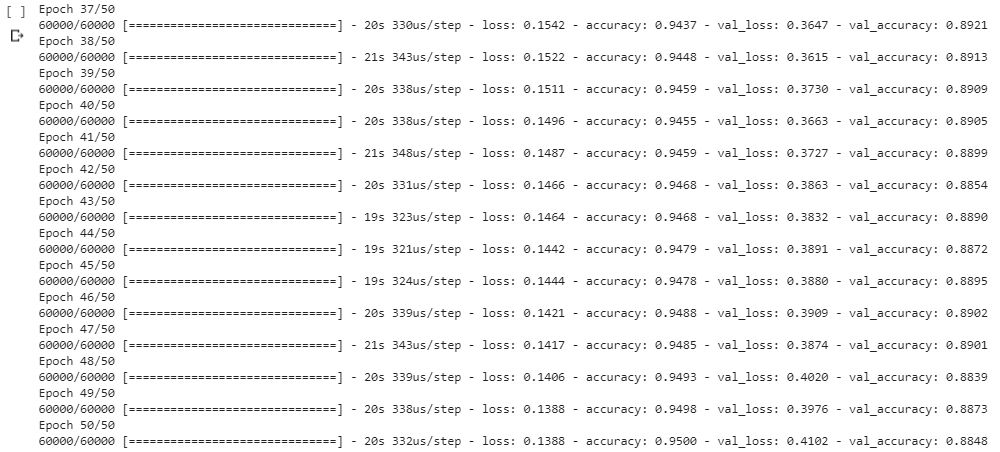 [ ] Epoch 37/50
60000/60000 [==============================] - 20s 330us/step - loss: 0.1542 - accuracy: 0.9437 - val_loss: 0.3647 - val_accuracy: 0.8921
Epoch 38/50
60000/60000 [==============================] - 21s 343us/step - loss: 0.1522 - accuracy: 0.9448 - val_loss: 0.3615 - val_accuracy: 0.8913
Epoch 39/50
60000/60000 [==============================] - 20s 338us/step - loss: 0.1511 - accuracy: 0.9459 - val_loss: 0.3730 - val_accuracy: 0.8909
Epoch 40/50
60000/60000 [==============================] - 20s 338us/step - loss: 0.1496 - accuracy: 0.9455 - val_loss: 0.3663 - val_accuracy: 0.8905
Epoch 41/50
60000/60000 [==============================] - 21s 348us/step - loss: 0.1487 - accuracy: 0.9459 - val_loss: 0.3727 - val_accuracy: 0.8899
Epoch 42/50
60000/60000 [==============================] - 20s 331us/step - loss: 0.1466 - accuracy: 0.9468 - val_loss: 0.3863 - val_accuracy: 0.8854
Epoch 43/50
60000/60000 [==============================] - 19s 323us/step - loss: 0.1464 - accuracy: 0.9468 - val_loss: 0.3832 - val_accuracy: 0.8890
Epoch 44/50
60000/60000 [==============================] - 19s 321us/step - loss: 0.1442 - accuracy: 0.9479 - val_loss: 0.3891 - val_accuracy: 0.8872
Epoch 45/50
60000/60000 [==============================] - 19s 324us/step - loss: 0.1444 - accuracy: 0.9478 - val_loss: 0.3880 - val_accuracy: 0.8895
Epoch 46/50
60000/60000 [==============================] - 20s 339us/step - loss: 0.1421 - accuracy: 0.9488 - val_loss: 0.3909 - val_accuracy: 0.8902
Epoch 47/50
60000/60000 [==============================] - 21s 343us/step - loss: 0.1417 - accuracy: 0.9485 - val_loss: 0.3874 - val_accuracy: 0.8901
Epoch 48/50
60000/60000 [==============================] - 20s 339us/step - loss: 0.1406 - accuracy: 0.9493 - val_loss: 0.4020 - val_accuracy: 0.8839
Epoch 49/50
60000/60000 [==============================] - 20s 338us/step - loss: 0.1388 - accuracy: 0.9498 - val_loss: 0.3976 - val_accuracy: 0.8873
Epoch 50/50
60000/60000 [==============================] - 20s 332us/step - loss: 0.1388 - accuracy: 0.9500 - val_loss: 0.4102 - val_accuracy: 0.8848